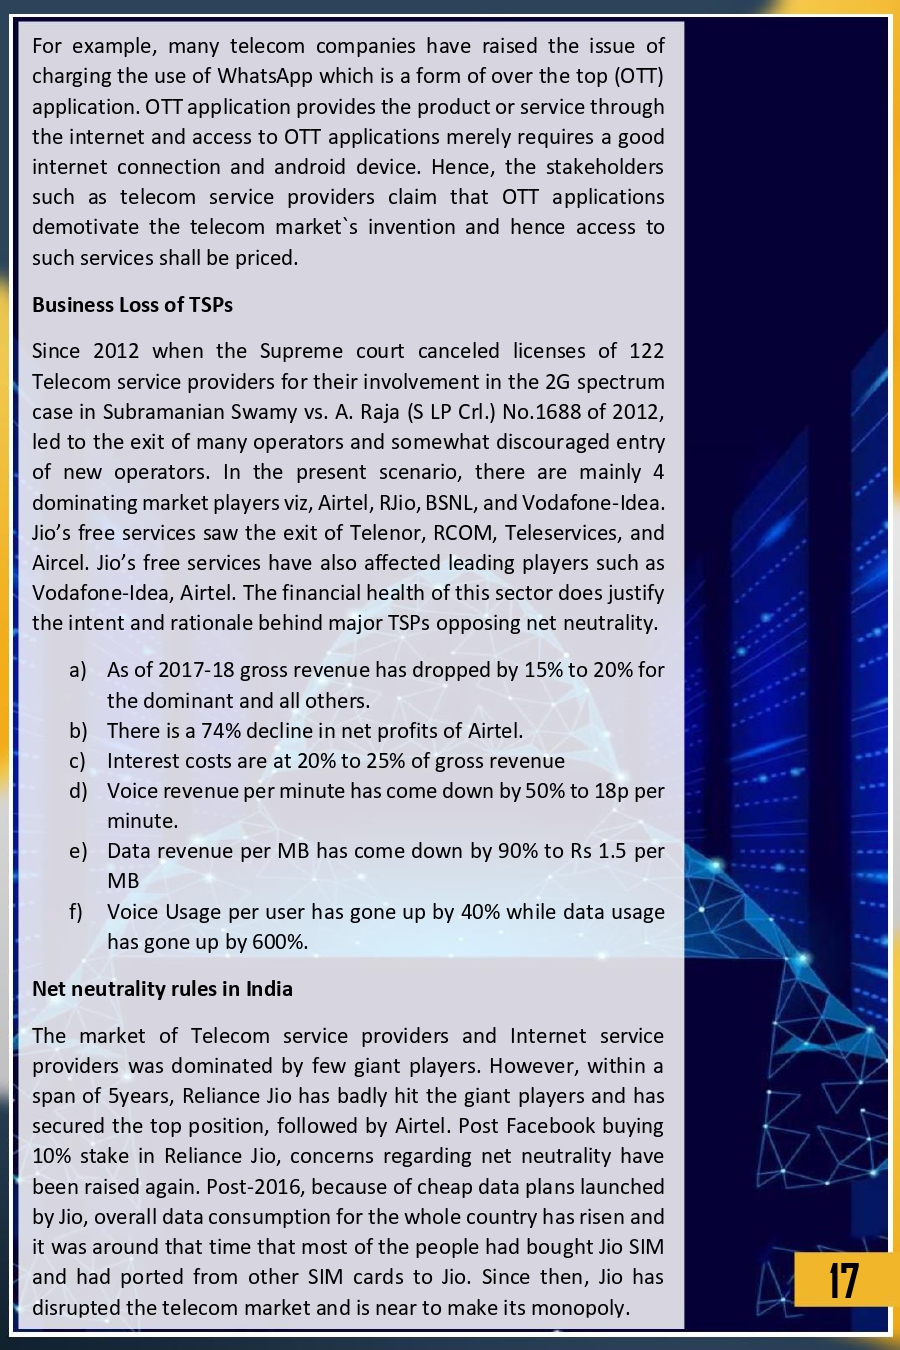 For example, many telecom companies have raised the issue of
charging the use of WhatsApp which is a form of over the top (OTT)
application. OTT application provides the product or service through
the internet and access to OTT applications merely requires a good
internet connection and android device. Hence, the stakeholders
such as telecom service providers claim that OTT applications
demotivate the telecom market`s invention and hence access to
such services shall be priced.
Business Loss of TSPs
Since 2012 when the Supreme court canceled licenses of 122
Telecom service providers for their involvement in the 2G spectrum
case in Subramanian Swamy vs. A. Raja (S LP Crl.) No.1688 of 2012,
led to the exit of many operators and somewhat discouraged entry
of new operators. In the present scenario, there are mainly 4
dominating market players viz, Airtel, RJio, BSNL, and Vodafone-Idea.
Jio’s free services saw the exit of Telenor, RCOM, Teleservices, and
Aircel. Jio’s free services have also affected leading players such as
Vodafone-Idea, Airtel. The financial health of this sector does justify
the intent and rationale behind major TSPs opposing net neutrality.
a) As of 2017-18 gross revenue has dropped by 15% to 20% for
the dominant and all others.
b) There is a 74% decline in net profits of Airtel.
c) Interest costs are at 20% to 25% of gross revenue
d) Voice revenue per minute has come down by 50% to 18p per
minute.
e) Data revenue per MB has come down by 90% to Rs 1.5 per
MB
f) Voice Usage per user has gone up by 40% while data usage
has gone up by 600%.
Net neutrality rules in India
The market of Telecom service providers and Internet service
providers was dominated by few giant players. However, within a
span of 5years, Reliance Jio has badly hit the giant players and has
secured the top position, followed by Airtel. Post Facebook buying
10% stake in Reliance Jio, concerns regarding net neutrality have
been raised again. Post-2016, because of cheap data plans launched
by Jio, overall data consumption for the whole country has risen and
it was around that time that most of the people had bought Jio SIM
and had ported from other SIM cards to Jio. Since then, Jio has
disrupted the telecom market and is near to make its monopoly.
17